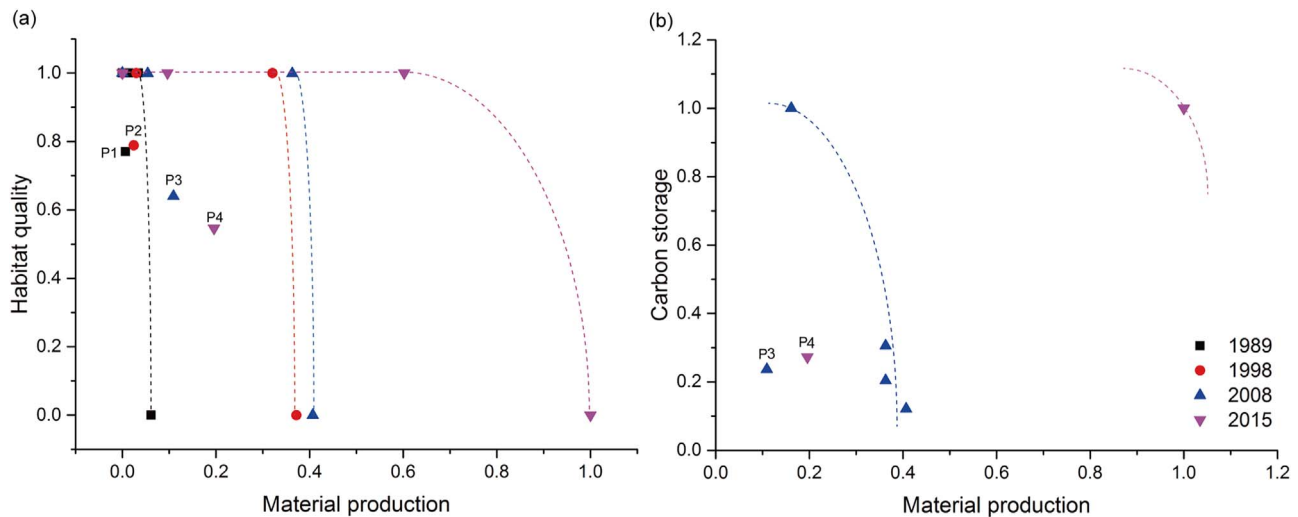 (a)
Habitat quality
1.0
0.8
0.6
0.4
0.2
0.0
P1
P2
P3
P4
0.0 0.2 0.4 0.6 0.8 1.0
Material production
(b)
Carbon storage
1.2
1.0
0.8
0.6
0.4
0.2
0.0
P3
P4
1989
1998
2008
2015
0.0 0.2 0.4 0.6 0.8 1.0 1.2
Material production